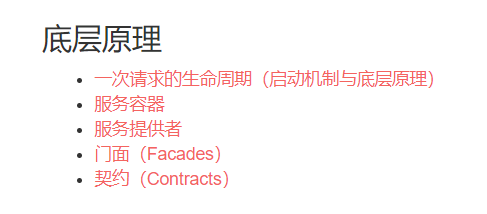 底层原理
一次请求的生命周期（启动机制与底层原理）
服务容器
服务提供者
门面（Facades）
契约（Contracts）